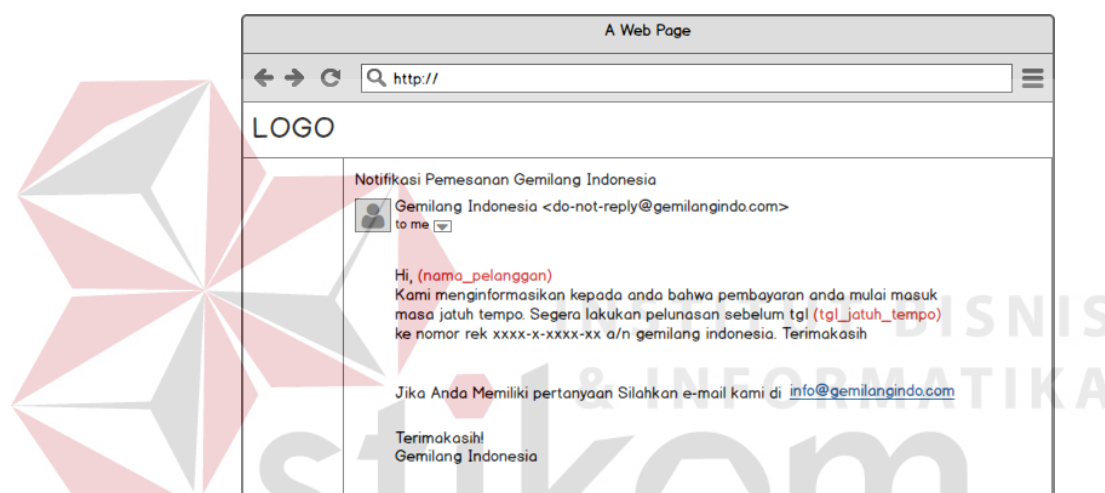 A Web Page
http://
LOGO
Notifikasi Pemesanan Gemilang Indonesia
Gemilang Indonesia <do-not-reply@gemilangindo.com>
to me
Hi, (nama_pelanggan)
Kami menginformasikan kepada anda bahwa pembayaran anda mulai masuk
masa jatuh tempo. Segera lakukan pelunasan sebelum tgl (tgl_jatuh_tempo)
ke nomor rek xxxx-x-xxxx-xx a/n gemilang indonesia. Terimakasih
INSTITUT BISNIS
& INFORMATIKA
Jika Anda Memiliki pertanyaan Silahkan e-mail kami di info@gemilangindo.com
Terimakasih!
Gemilang Indonesia
stikom